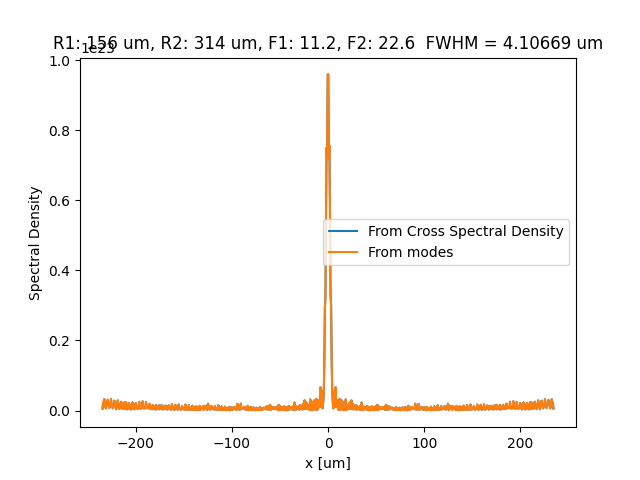 R1: 156 um, R2: 314 um, F1: 11.2, F2: 22.6  FWHM = 4.10669 um
1e23
1.0
0.8
0.6
0.4
0.2
0.0
Spectral Density
From Cross Spectral Density
From modes
−200
−100
0
100
200
x [um]